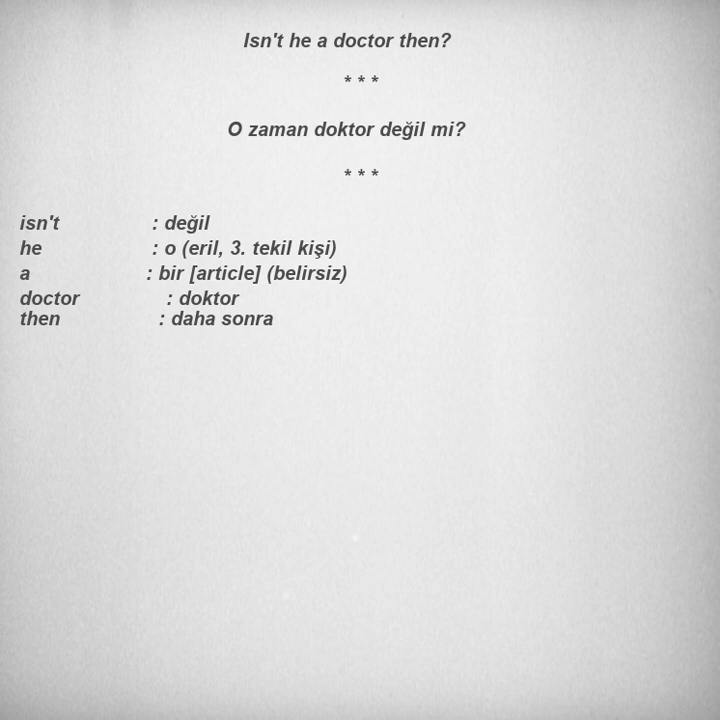 Isn't he a doctor then?
* * *
O zaman doktor değil mi?
* * *
isn't : değil
he : o (eril, 3. tekil kişi)
a : bir [article] (belirsiz)
doctor : doktor
then : daha sonra